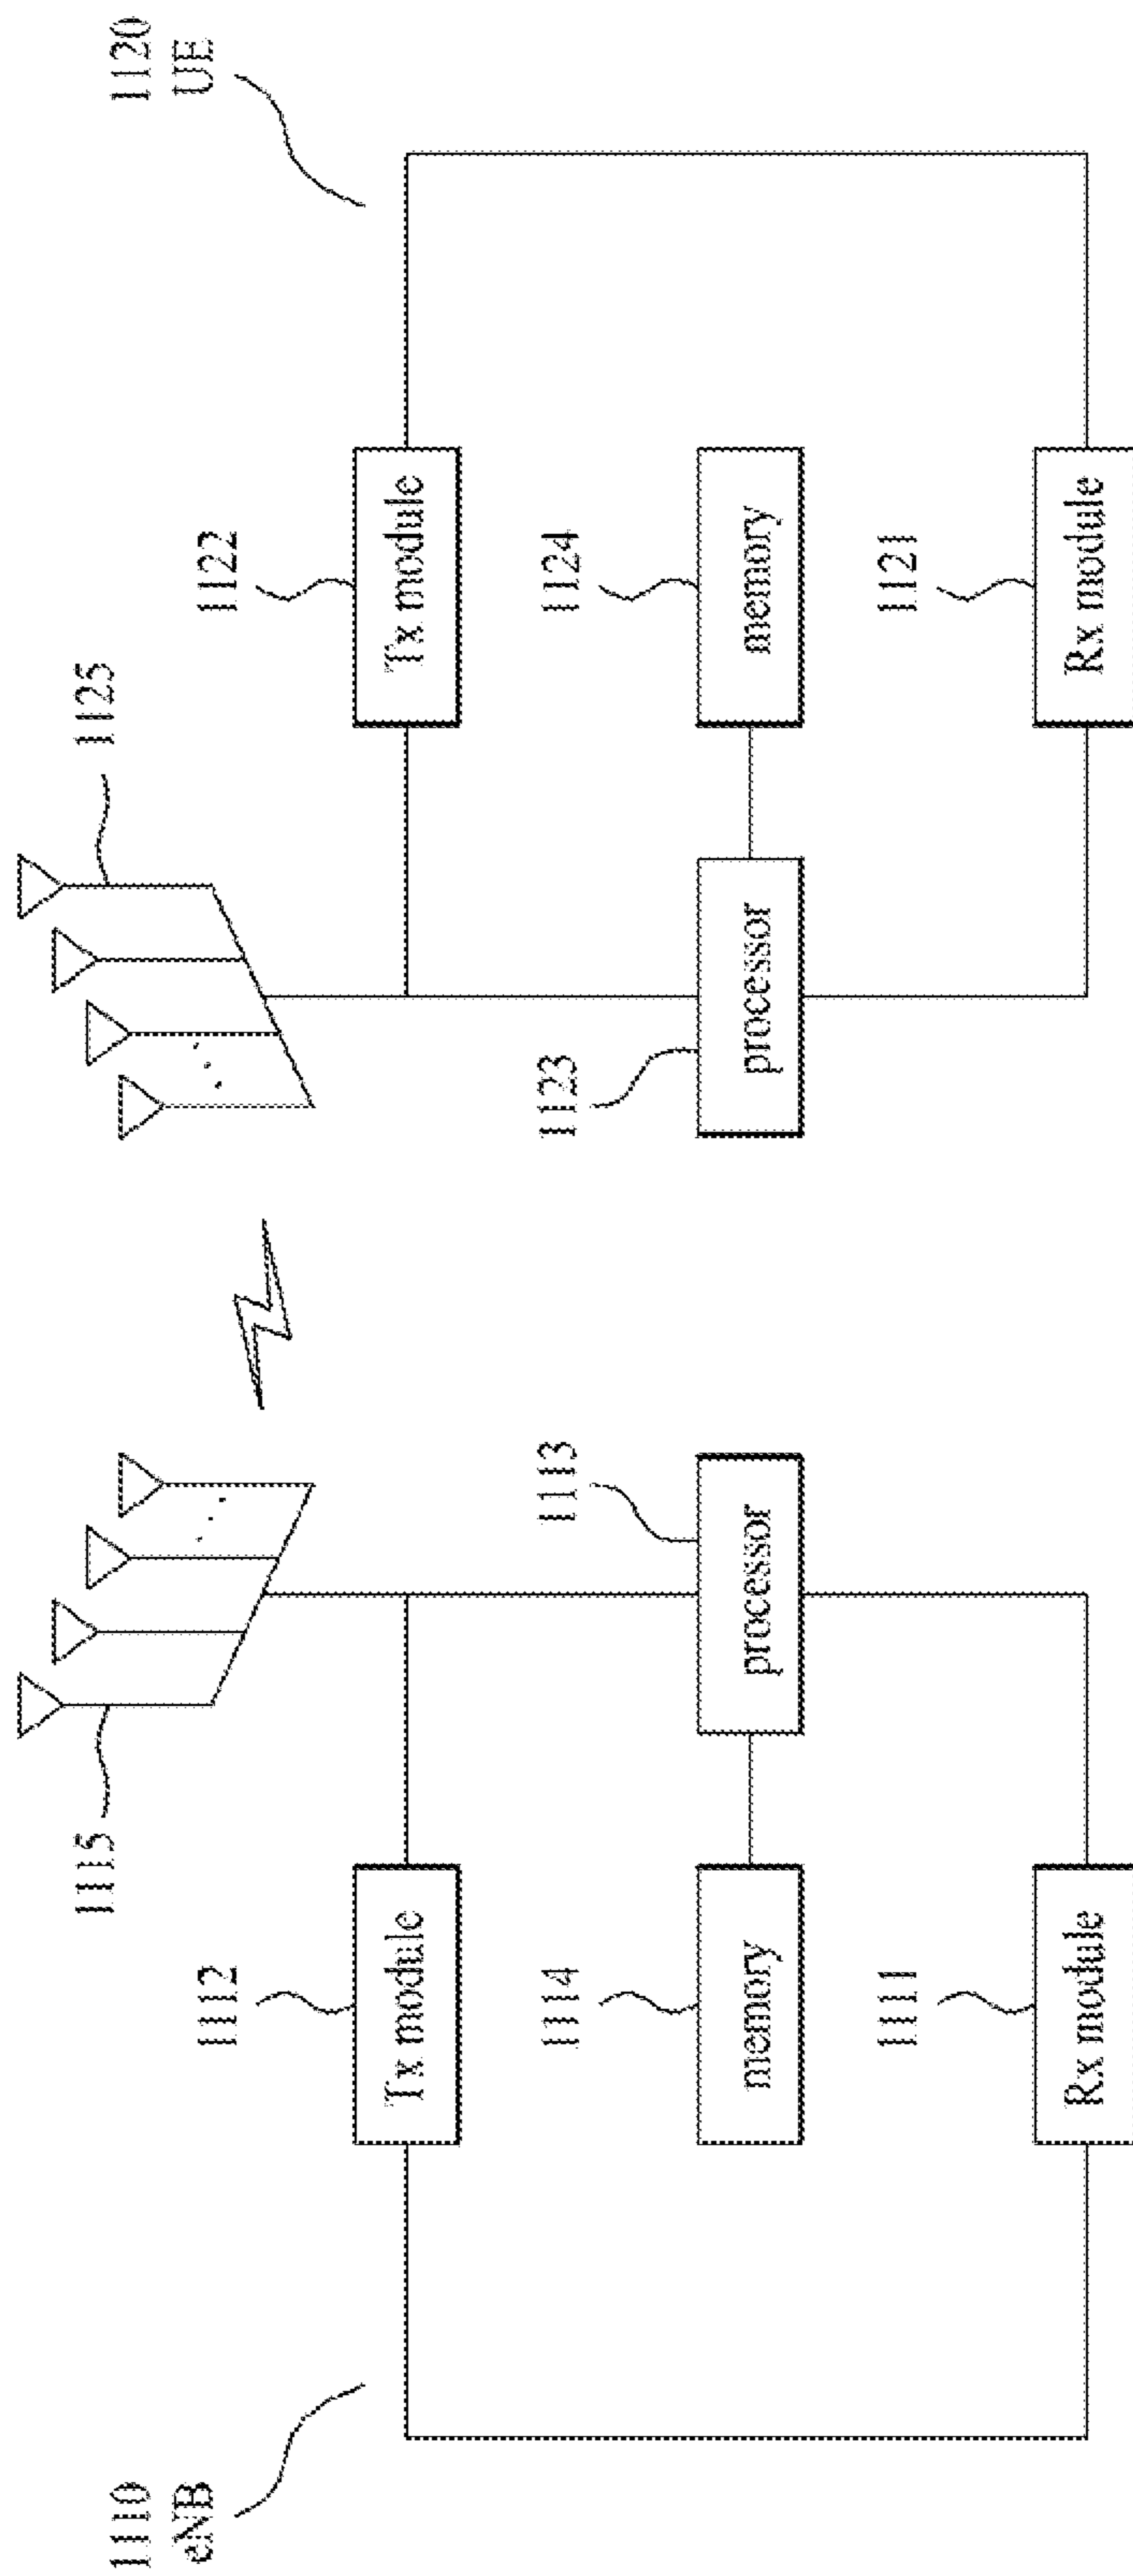 1110
eNB
1115
1112
Tx module
1114
memory
1113
processor
1111
Rx module
1120
UE
1125
1122
Tx module
1123
processor
1124
memory
1121
Rx module